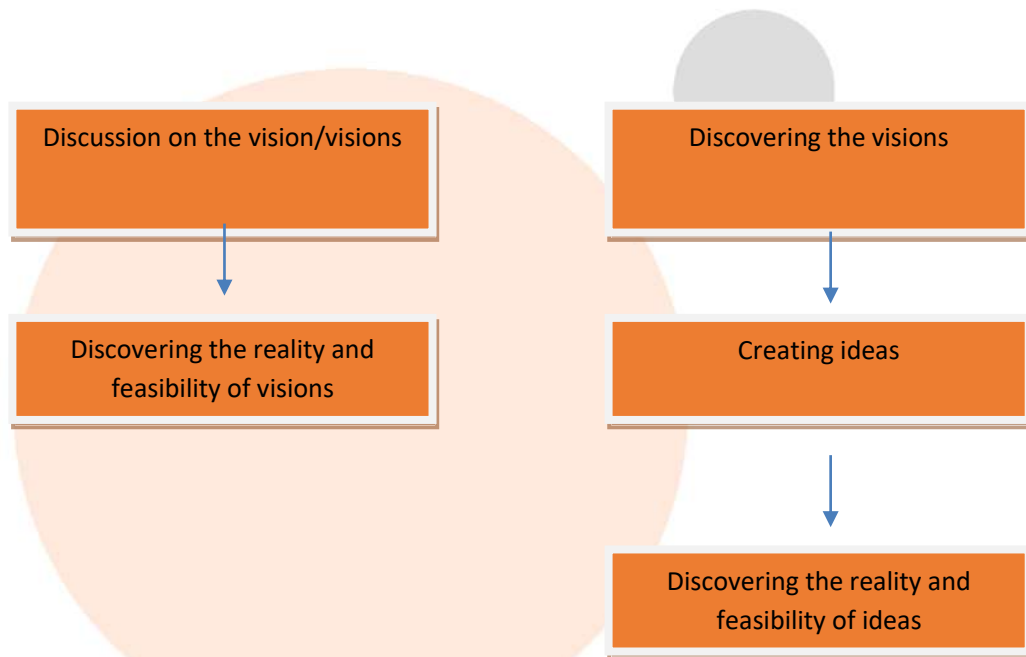 Discussion on the vision/visions
Discovering the reality and
feasibility of visions
Discovering the visions
Creating ideas
Discovering the reality and
feasibility of ideas